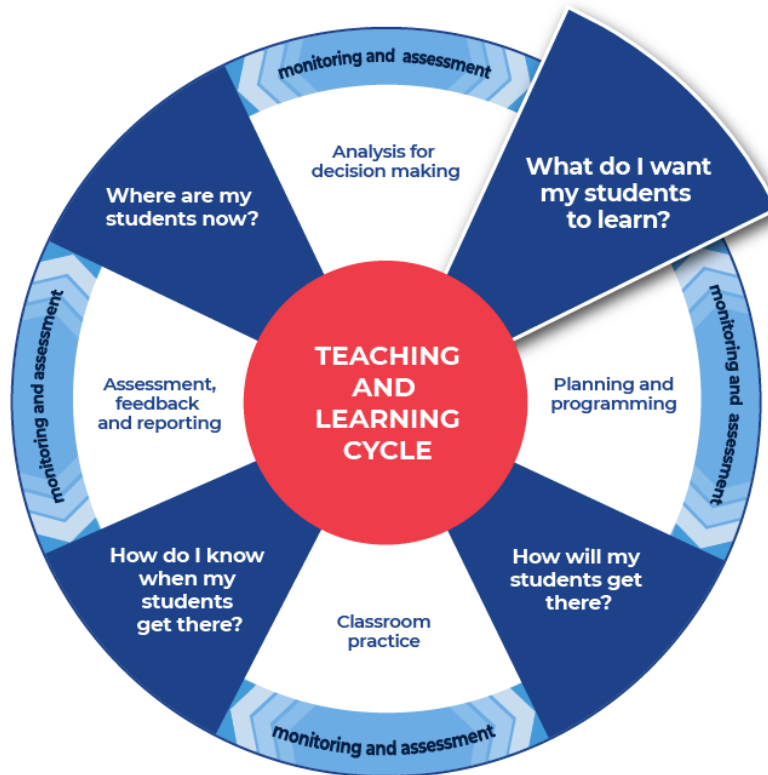 monitoring and assessment
Analysis for
decision making
What do I want
my students
to learn?
Where are my
students now?
monitoring and assessment
monitoring and assessment
TEACHING
AND
LEARNING
CYCLE
Assessment,
feedback
and reporting
Planning and
programming
How do I know
when my
students
get there?
How will my
students get
there?
Classroom
practice
monitoring and assessment